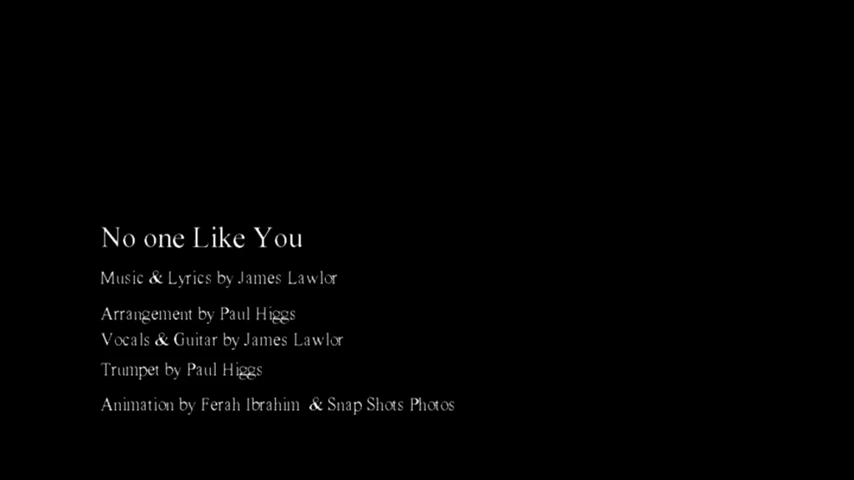 No one Like You
Music & Lyrics by James Lawlor
Arrangement by Paul Higgs
Vocals & Guitar by James Lawlor
Trumpet by Paul Higgs
Animation by Ferah Ibrahim & Snap Shots Photos